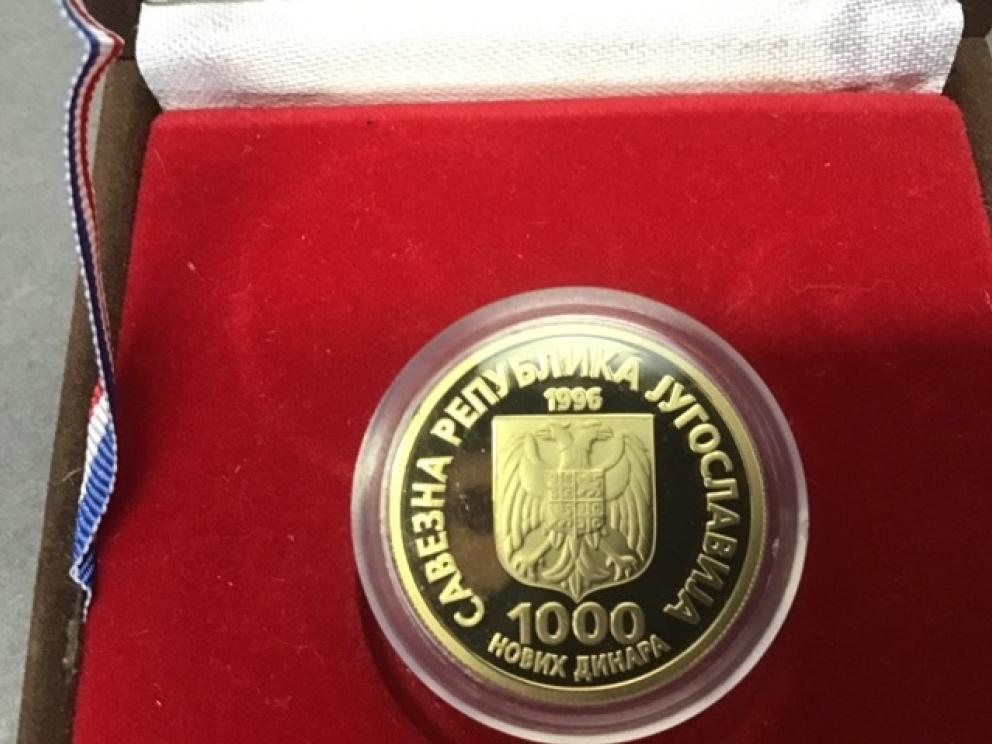 САВЕЗНА РЕПУБЛИКА ЈУГОСЛАВИЈА
1996
1000
НОВИХ ДИНАРА